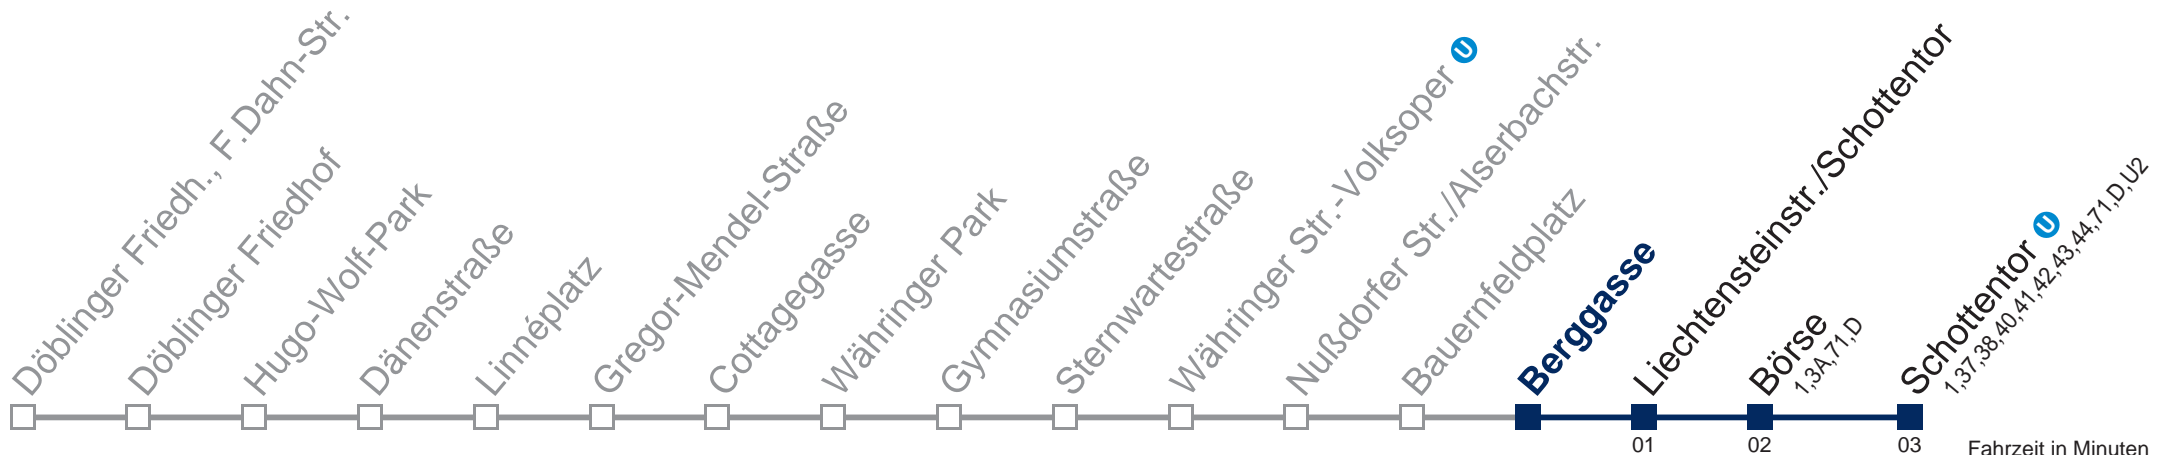 Döblinger Friedh., F.Dahn-Str.
Döblinger Friedhof
Hugo-Wolf-Park
Dänenstraße
Linnéplatz
Gregor-Mendel-Straße
Cottagegasse
Währinger Park
Gymnasiumstraße
Sternwartestraße
Währinger Str.-Volksoper U
Nußdorfer Str./Alserbachstr.
Bauernfeldplatz
Berggasse
Liechtensteinstr./Schottentor
Börse
1,3A,71,D
Schottentor U
1,37,38,40,41,42,43,44,71,D,U2
01
02
03
Fahrzeit in Minuten